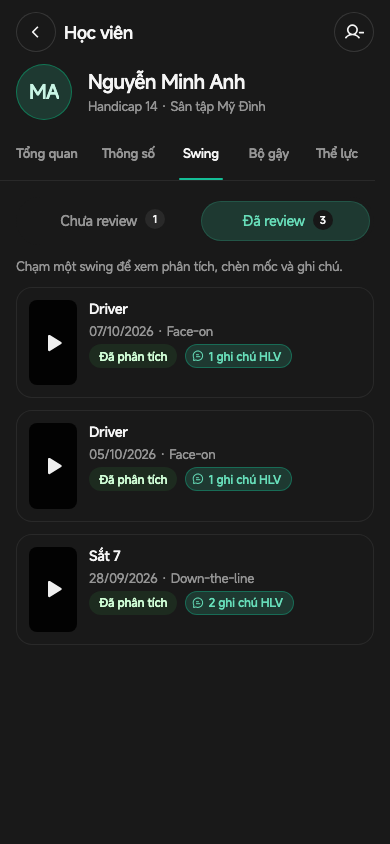 Học viên
MA
Nguyễn Minh Anh
Handicap 14 · Sân tập Mỹ Đình
Tổng quan Thông số Swing Bộ gậy Thể lực
Chưa review 1 Đã review 3
Chạm một swing để xem phân tích, chèn mốc và ghi chú.
Driver
07/10/2026 · Face-on
Đã phân tích 1 ghi chú HLV
Driver
05/10/2026 · Face-on
Đã phân tích 1 ghi chú HLV
Sắt 7
28/09/2026 · Down-the-line
Đã phân tích 2 ghi chú HLV